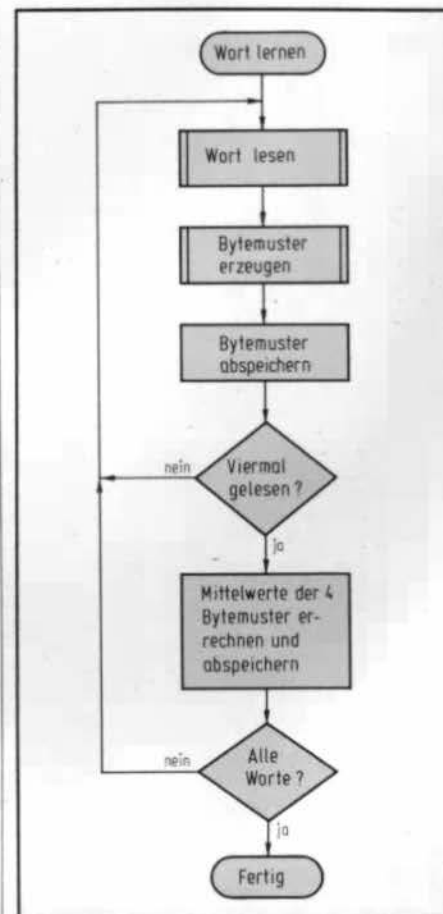 Wort lernen
Wort lesen
Bytemuster
erzeugen
Bytemuster
abspeichern
nein
Viermal
gelesen ?
ja
Mittelwerte der 4
Bytemuster er-
rechnen und
abspeichern
nein
Alle
Worte ?
ja
Fertig